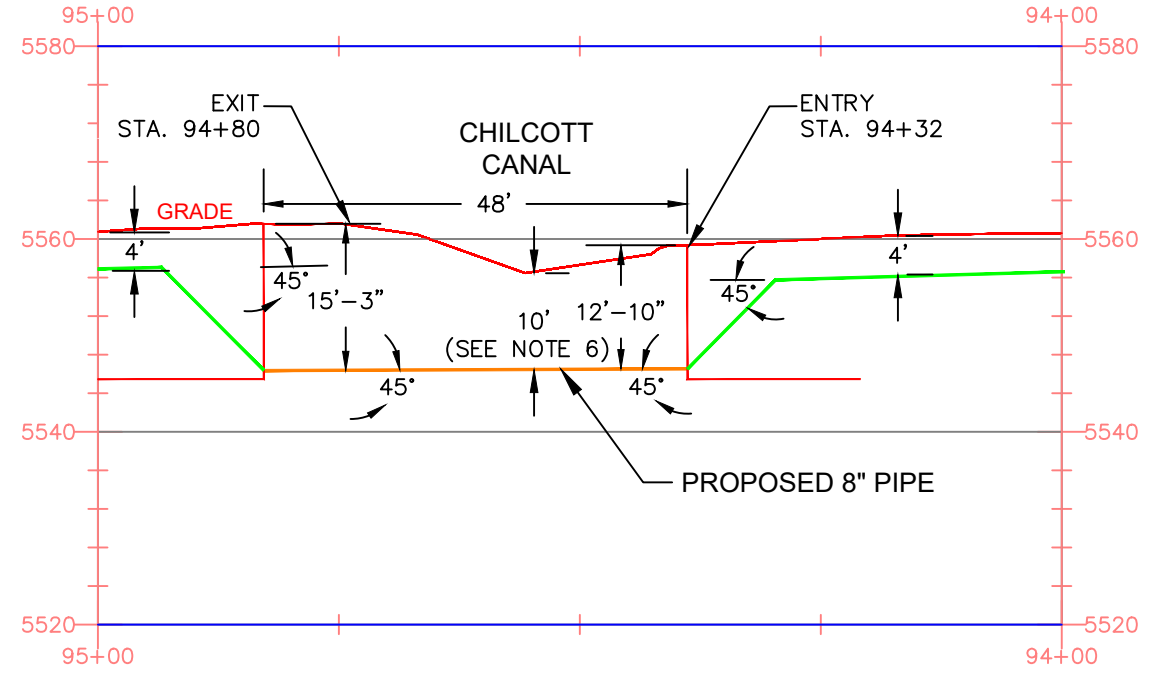 95+00
94+00
5580
5580
EXIT
STA. 94+80
CHILCOTT
CANAL
ENTRY
STA. 94+32
48'
GRADE
5560
5560
4'
4'
45°
45°
15'-3"
12'-10"
10'
(SEE NOTE 6)
45°
45°
5540
5540
PROPOSED 8" PIPE
5520
5520
95+00
94+00